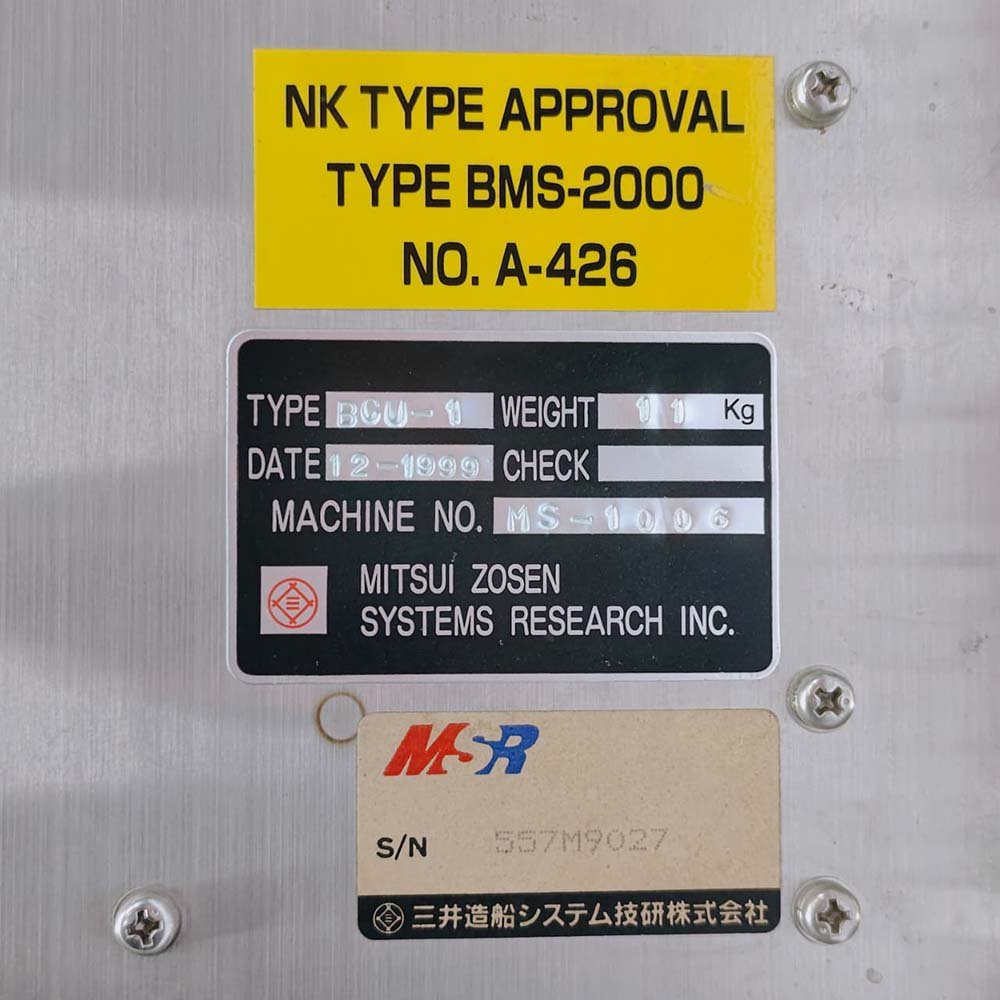 NK TYPE APPROVAL
TYPE BMS-2000
NO. A-426
TYPE BCU-1 WEIGHT 11 Kg
DATE 12-1999 CHECK
MACHINE NO. MS-1006
MITSUI ZOSEN
SYSTEMS RESEARCH INC.
MSR
S/N 557M9027
三井造船システム技研株式会社